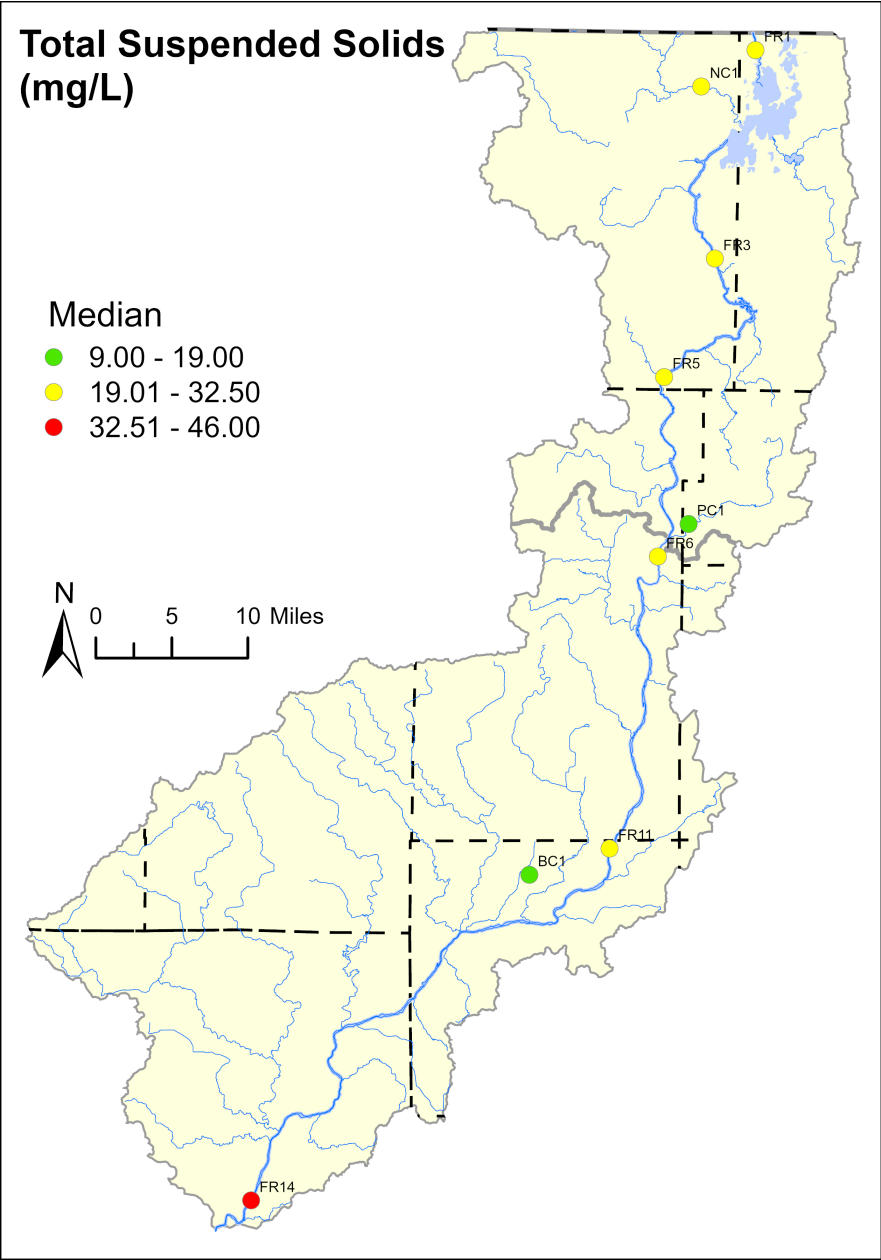 Total Suspended Solids
(mg/L)
FR1
NC1
FR3
Median
9.00 - 19.00
19.01 - 32.50
32.51 - 46.00
FR5
PC1
FR6
N
0 5 10 Miles
FR11
BC1
FR14